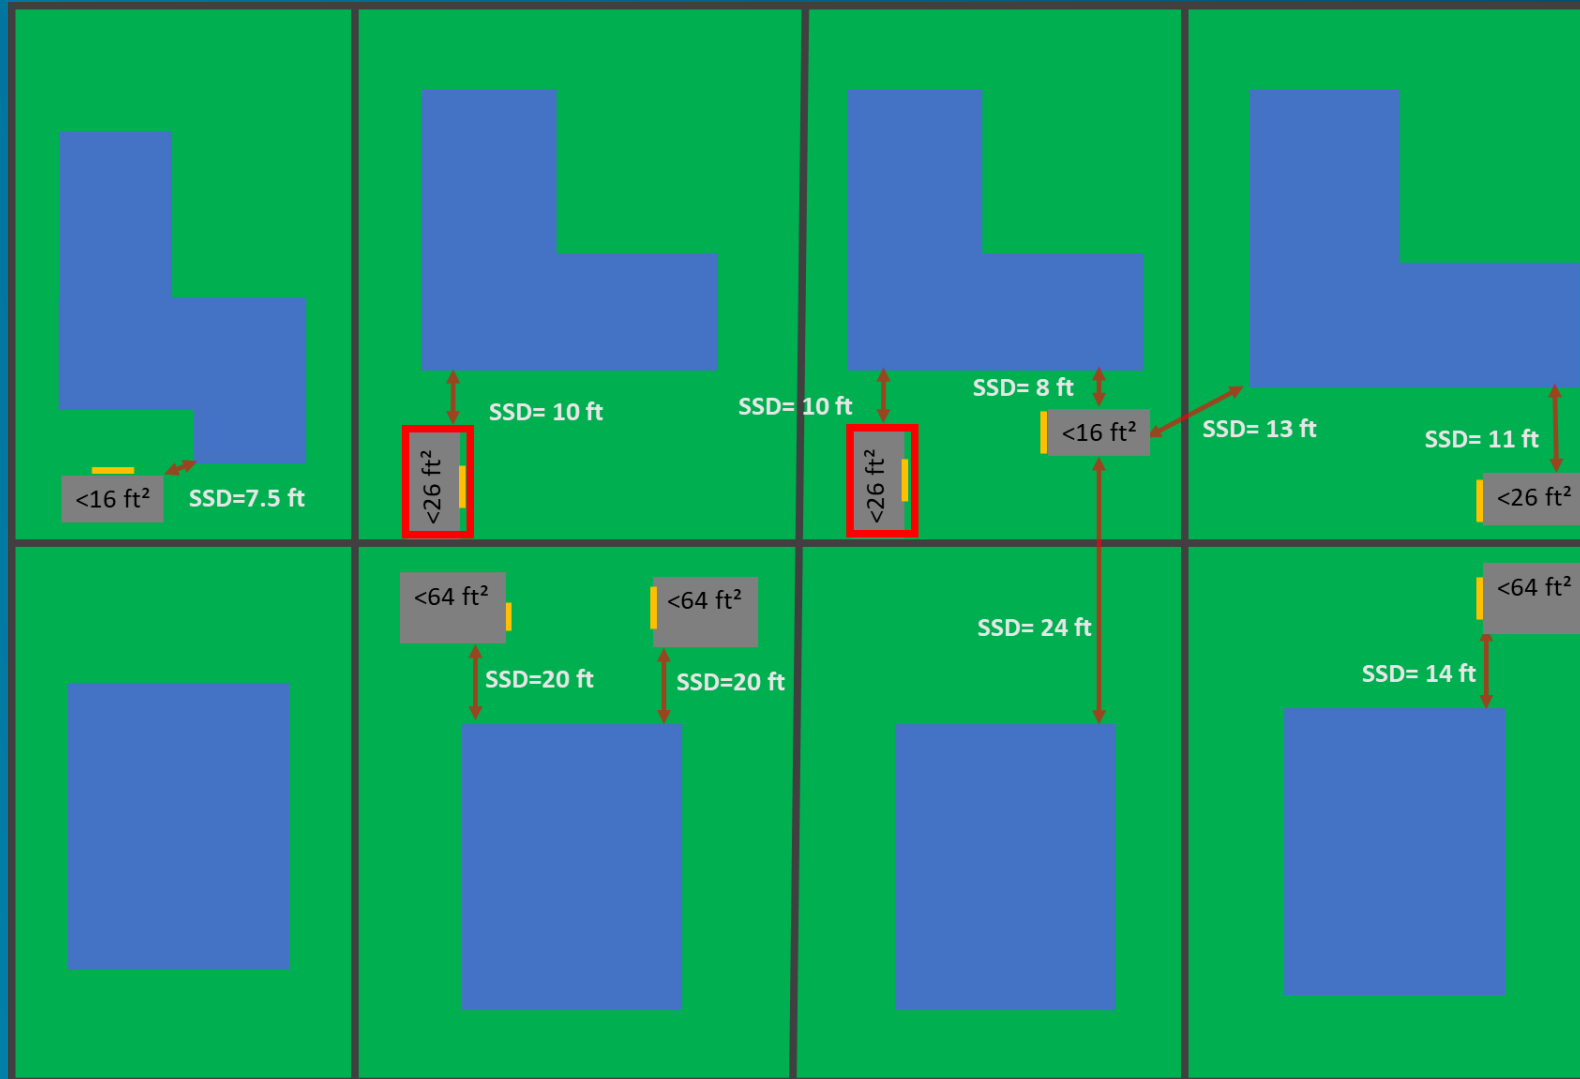 SSD= 10 ft
SSD= 10 ft
SSD= 8 ft
<16 ft²
SSD= 13 ft
SSD= 11 ft
<16 ft²
SSD=7.5 ft
<26 ft²
<26 ft²
<26 ft²
<64 ft²
<64 ft²
<64 ft²
SSD= 24 ft
SSD=20 ft
SSD=20 ft
SSD= 14 ft